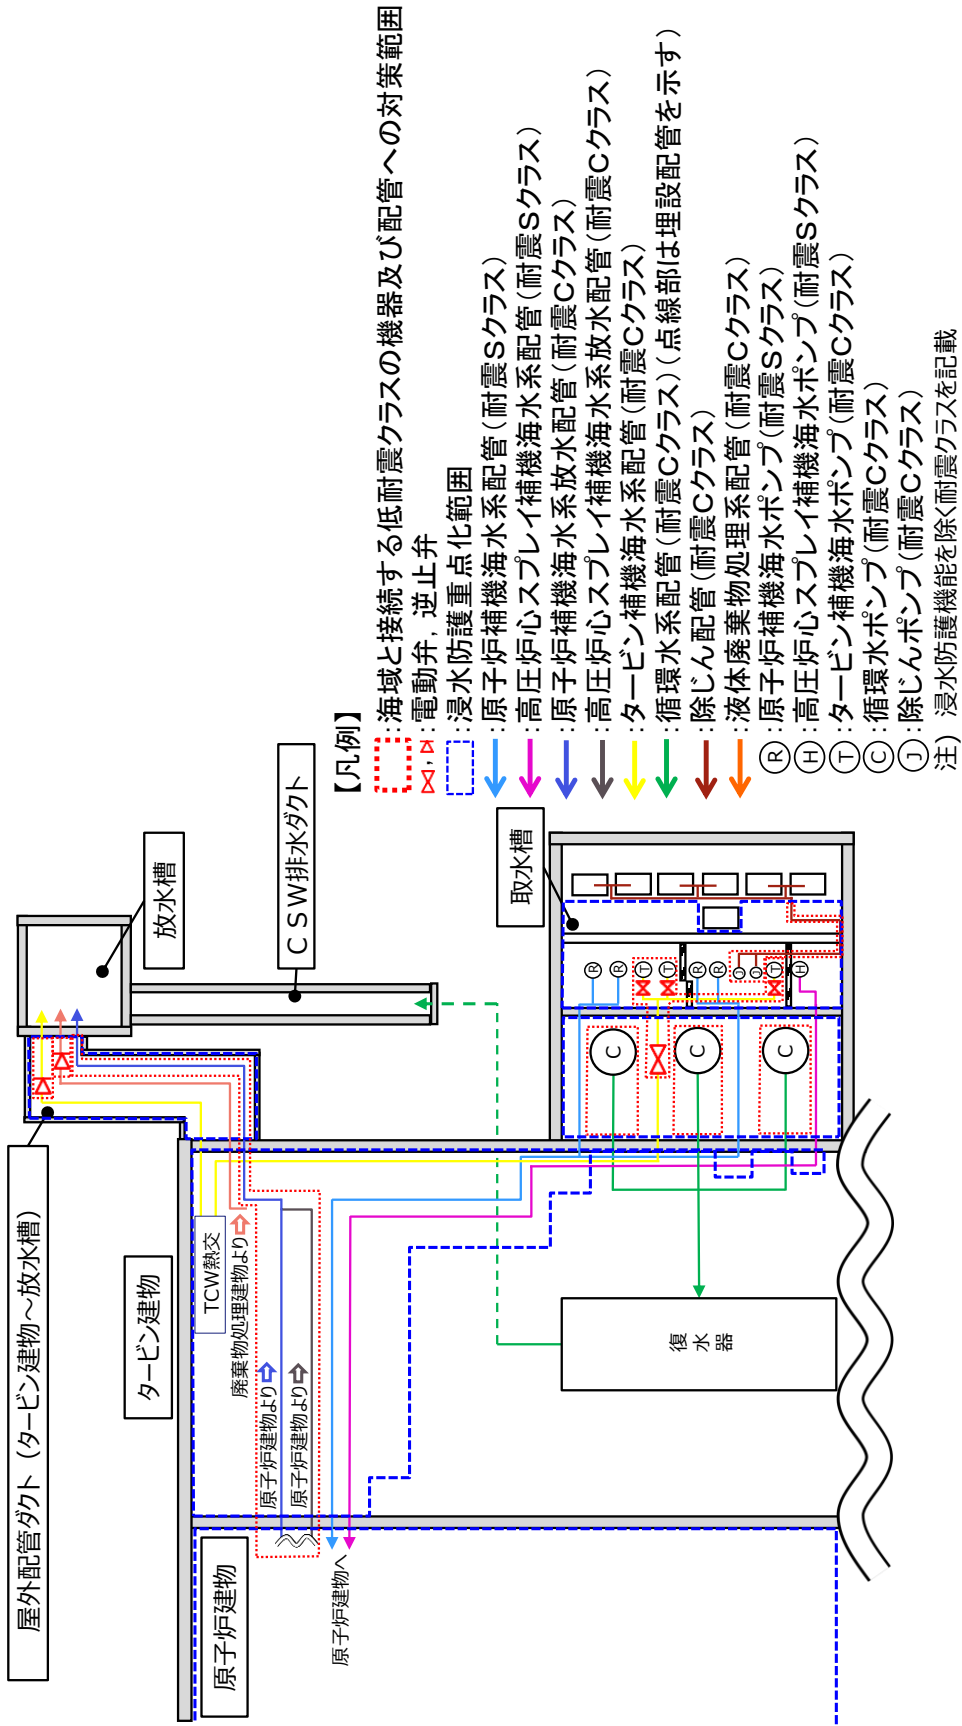 屋外配管ダクト（タービン建物～放水槽）
放水槽
ＣＳＷ排水ダクト
タービン建物
原子炉建物
取水槽
TCW熱交
廃棄物処理建物より
原子炉建物より
原子炉建物より
原子炉建物へ
復水器
C
C
C
R
R
T
T
R
R
J
J
T
H
【凡例】
：海域と接続する低耐震クラスの機器及び配管への対策範囲
，：電動弁，逆止弁
：浸水防護重点化範囲
：原子炉補機海水系配管（耐震Ｓクラス）
：高圧炉心スプレイ補機海水系配管（耐震Ｓクラス）
：原子炉補機海水系放水配管（耐震Ｃクラス）
：高圧炉心スプレイ補機海水系放水配管（耐震Ｃクラス）
：タービン補機海水系配管（耐震Ｃクラス）
：循環水系配管（耐震Ｃクラス）（点線部は埋設配管を示す）
：除じん配管（耐震Ｃクラス）
：液体廃棄物処理系配管（耐震Ｃクラス）
Ⓡ：原子炉補機海水ポンプ（耐震Ｓクラス）
Ⓗ：高圧炉心スプレイ補機海水ポンプ（耐震Ｓクラス）
Ⓣ：タービン補機海水ポンプ（耐震Ｃクラス）
Ⓒ：循環水ポンプ（耐震Ｃクラス）
Ⓙ：除じんポンプ（耐震Ｃクラス）
注）浸水防護機能を除く耐震クラスを記載